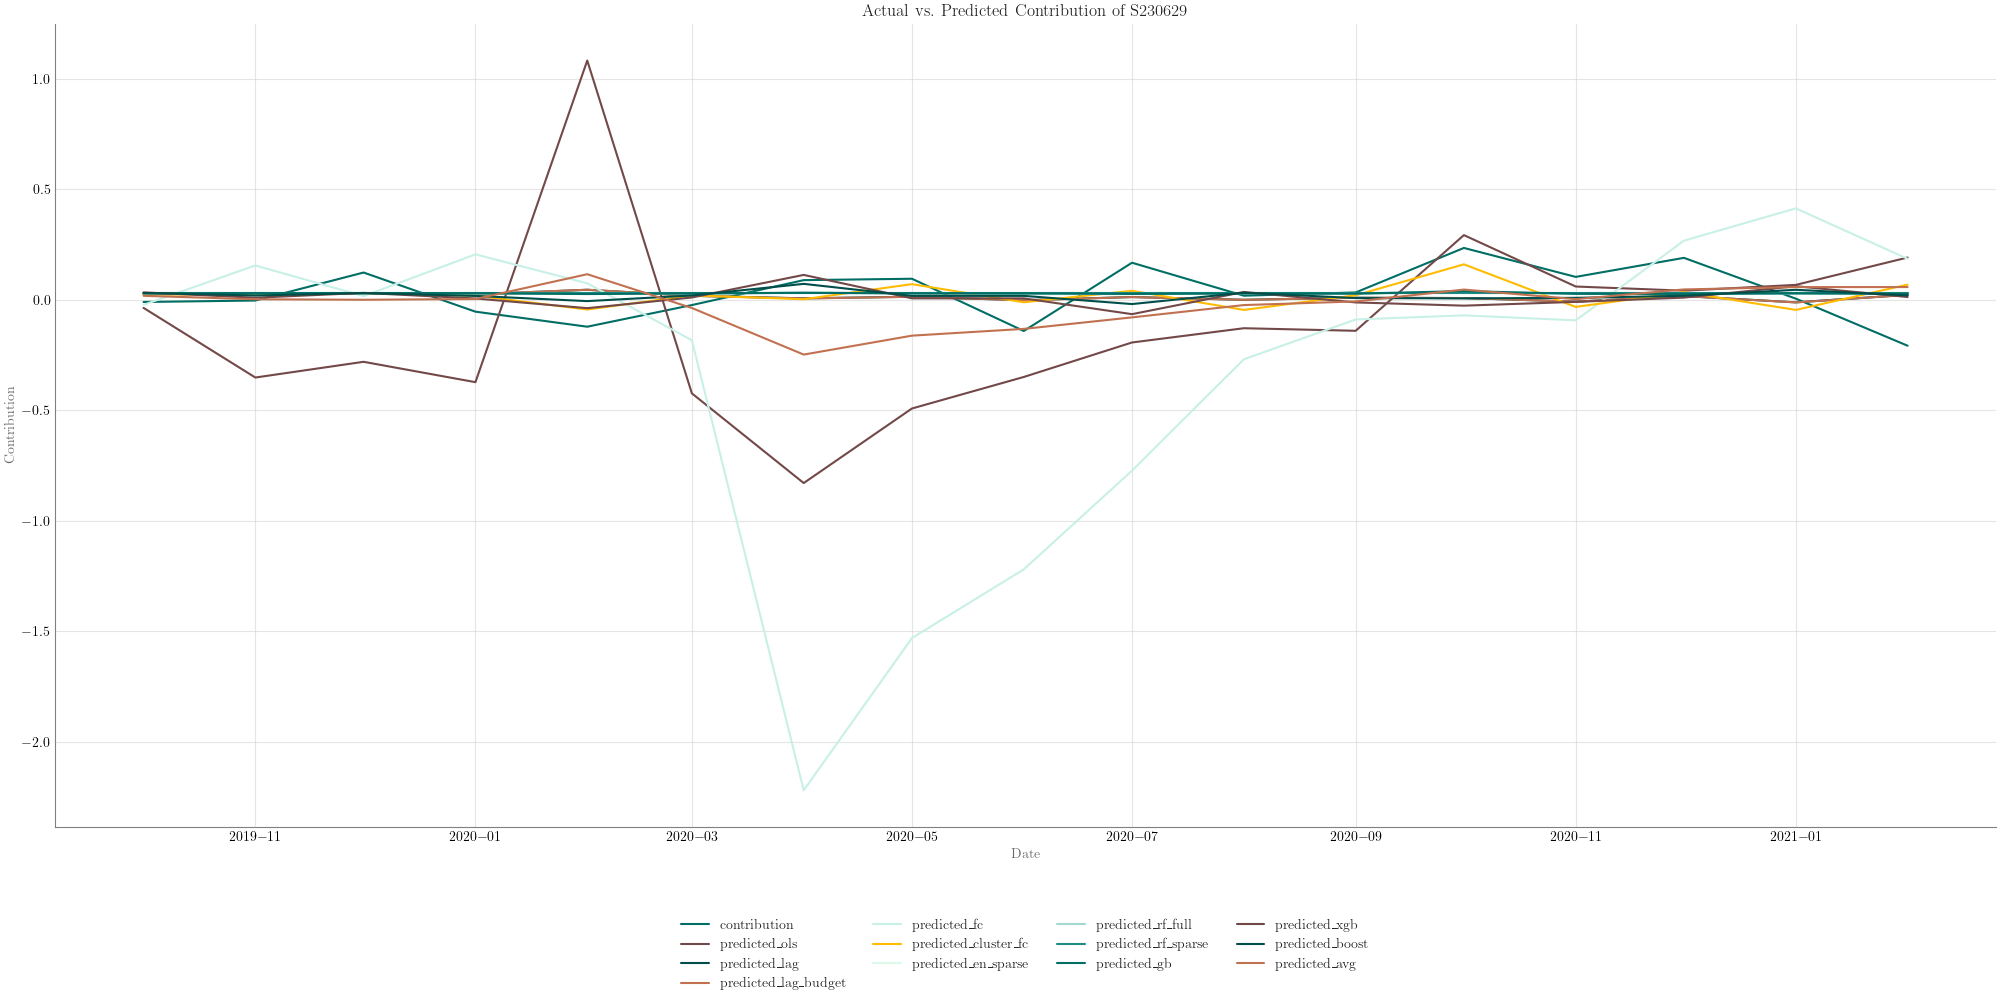 Actual vs. Predicted Contribution of S230629
1.0
0.5
0.0
−0.5
−1.0
−1.5
−2.0
Contribution
2019−11 2020−01 2020−03 2020−05 2020−07 2020−09 2020−11 2021−01
Date
contribution predicted_fc predicted_rf_full predicted_xgb
predicted_ols predicted_cluster_fc predicted_rf_sparse predicted_boost
predicted_lag predicted_en_sparse predicted_gb predicted_avg
predicted_lag_budget